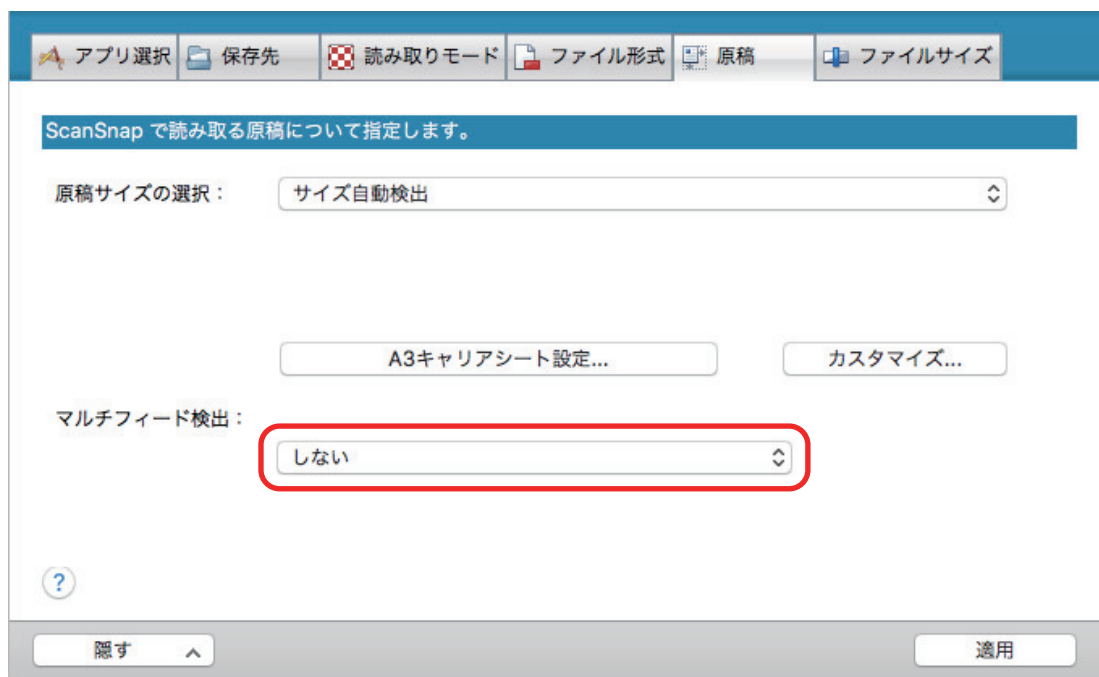 アプリ選択 保存先 読み取りモード ファイル形式 原稿 ファイルサイズ
ScanSnap で読み取る原稿について指定します。
原稿サイズの選択： サイズ自動検出
A3キャリアシート設定... カスタマイズ...
マルチフィード検出：
しない
?
隠す 適用